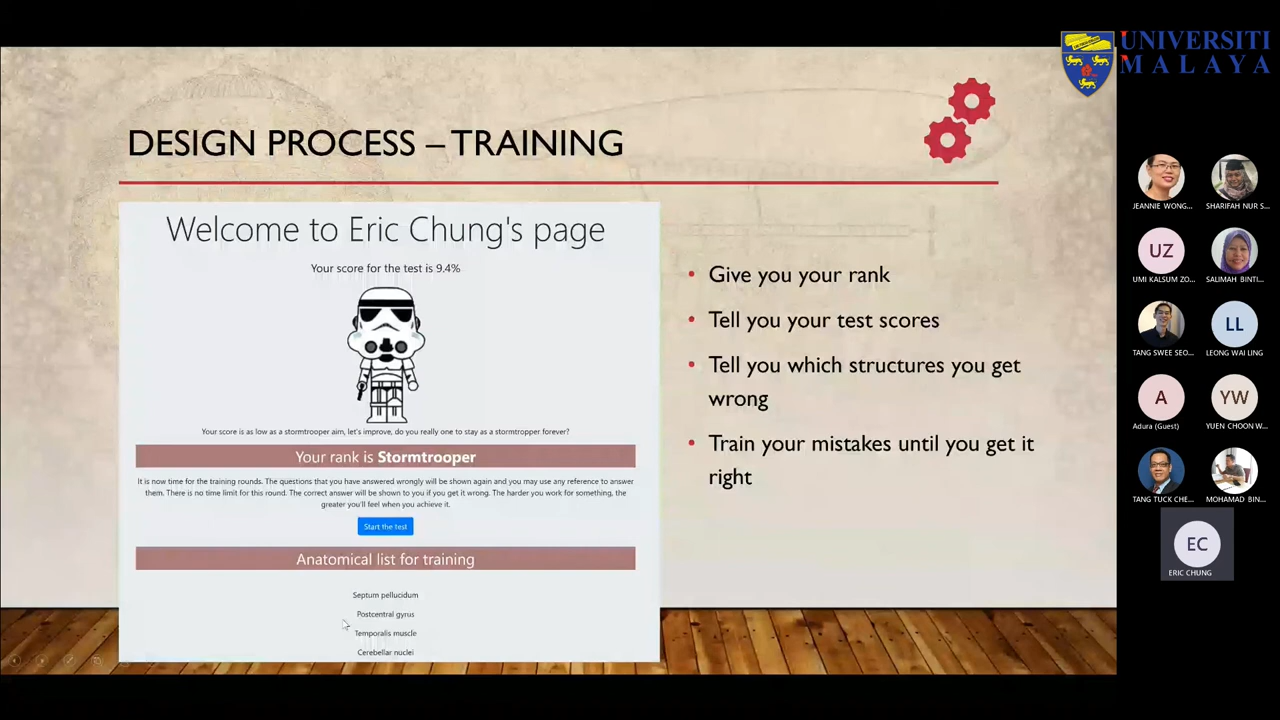 UNIVERSITI
MALAYA
DESIGN PROCESS – TRAINING
Welcome to Eric Chung's page
Your score for the test is 9.4%
Your score is as low as a stormtrooper aim, let's improve, do you really one to stay as a stormtropper forever?
Your rank is Stormtrooper
It is now time for the training rounds. The questions that you have answered wrongly will be shown again and you may use any reference to answer
them. There is no time limit for this round. The correct answer will be shown to you if you get it wrong. The harder you work for something, the
greater you'll feel when you achieve it.
Start the test
Anatomical list for training
Septum pellucidum
Postcentral gyrus
Temporalis muscle
Cerebellar nuclei
• Give you your rank
• Tell you your test scores
• Tell you which structures you get
wrong
• Train your mistakes until you get it
right
JEANNIE WONG...
SHARIFAH NUR S...
UZ
UMI KALSUM ZO...
SALIMAH BINTI...
TANG SWEE SEO...
LL
LEONG WAI LING
A
Adura (Guest)
YW
YUEN CHOON W...
TANG TUCK CHE...
MOHAMAD BIN...
EC
ERIC CHUNG